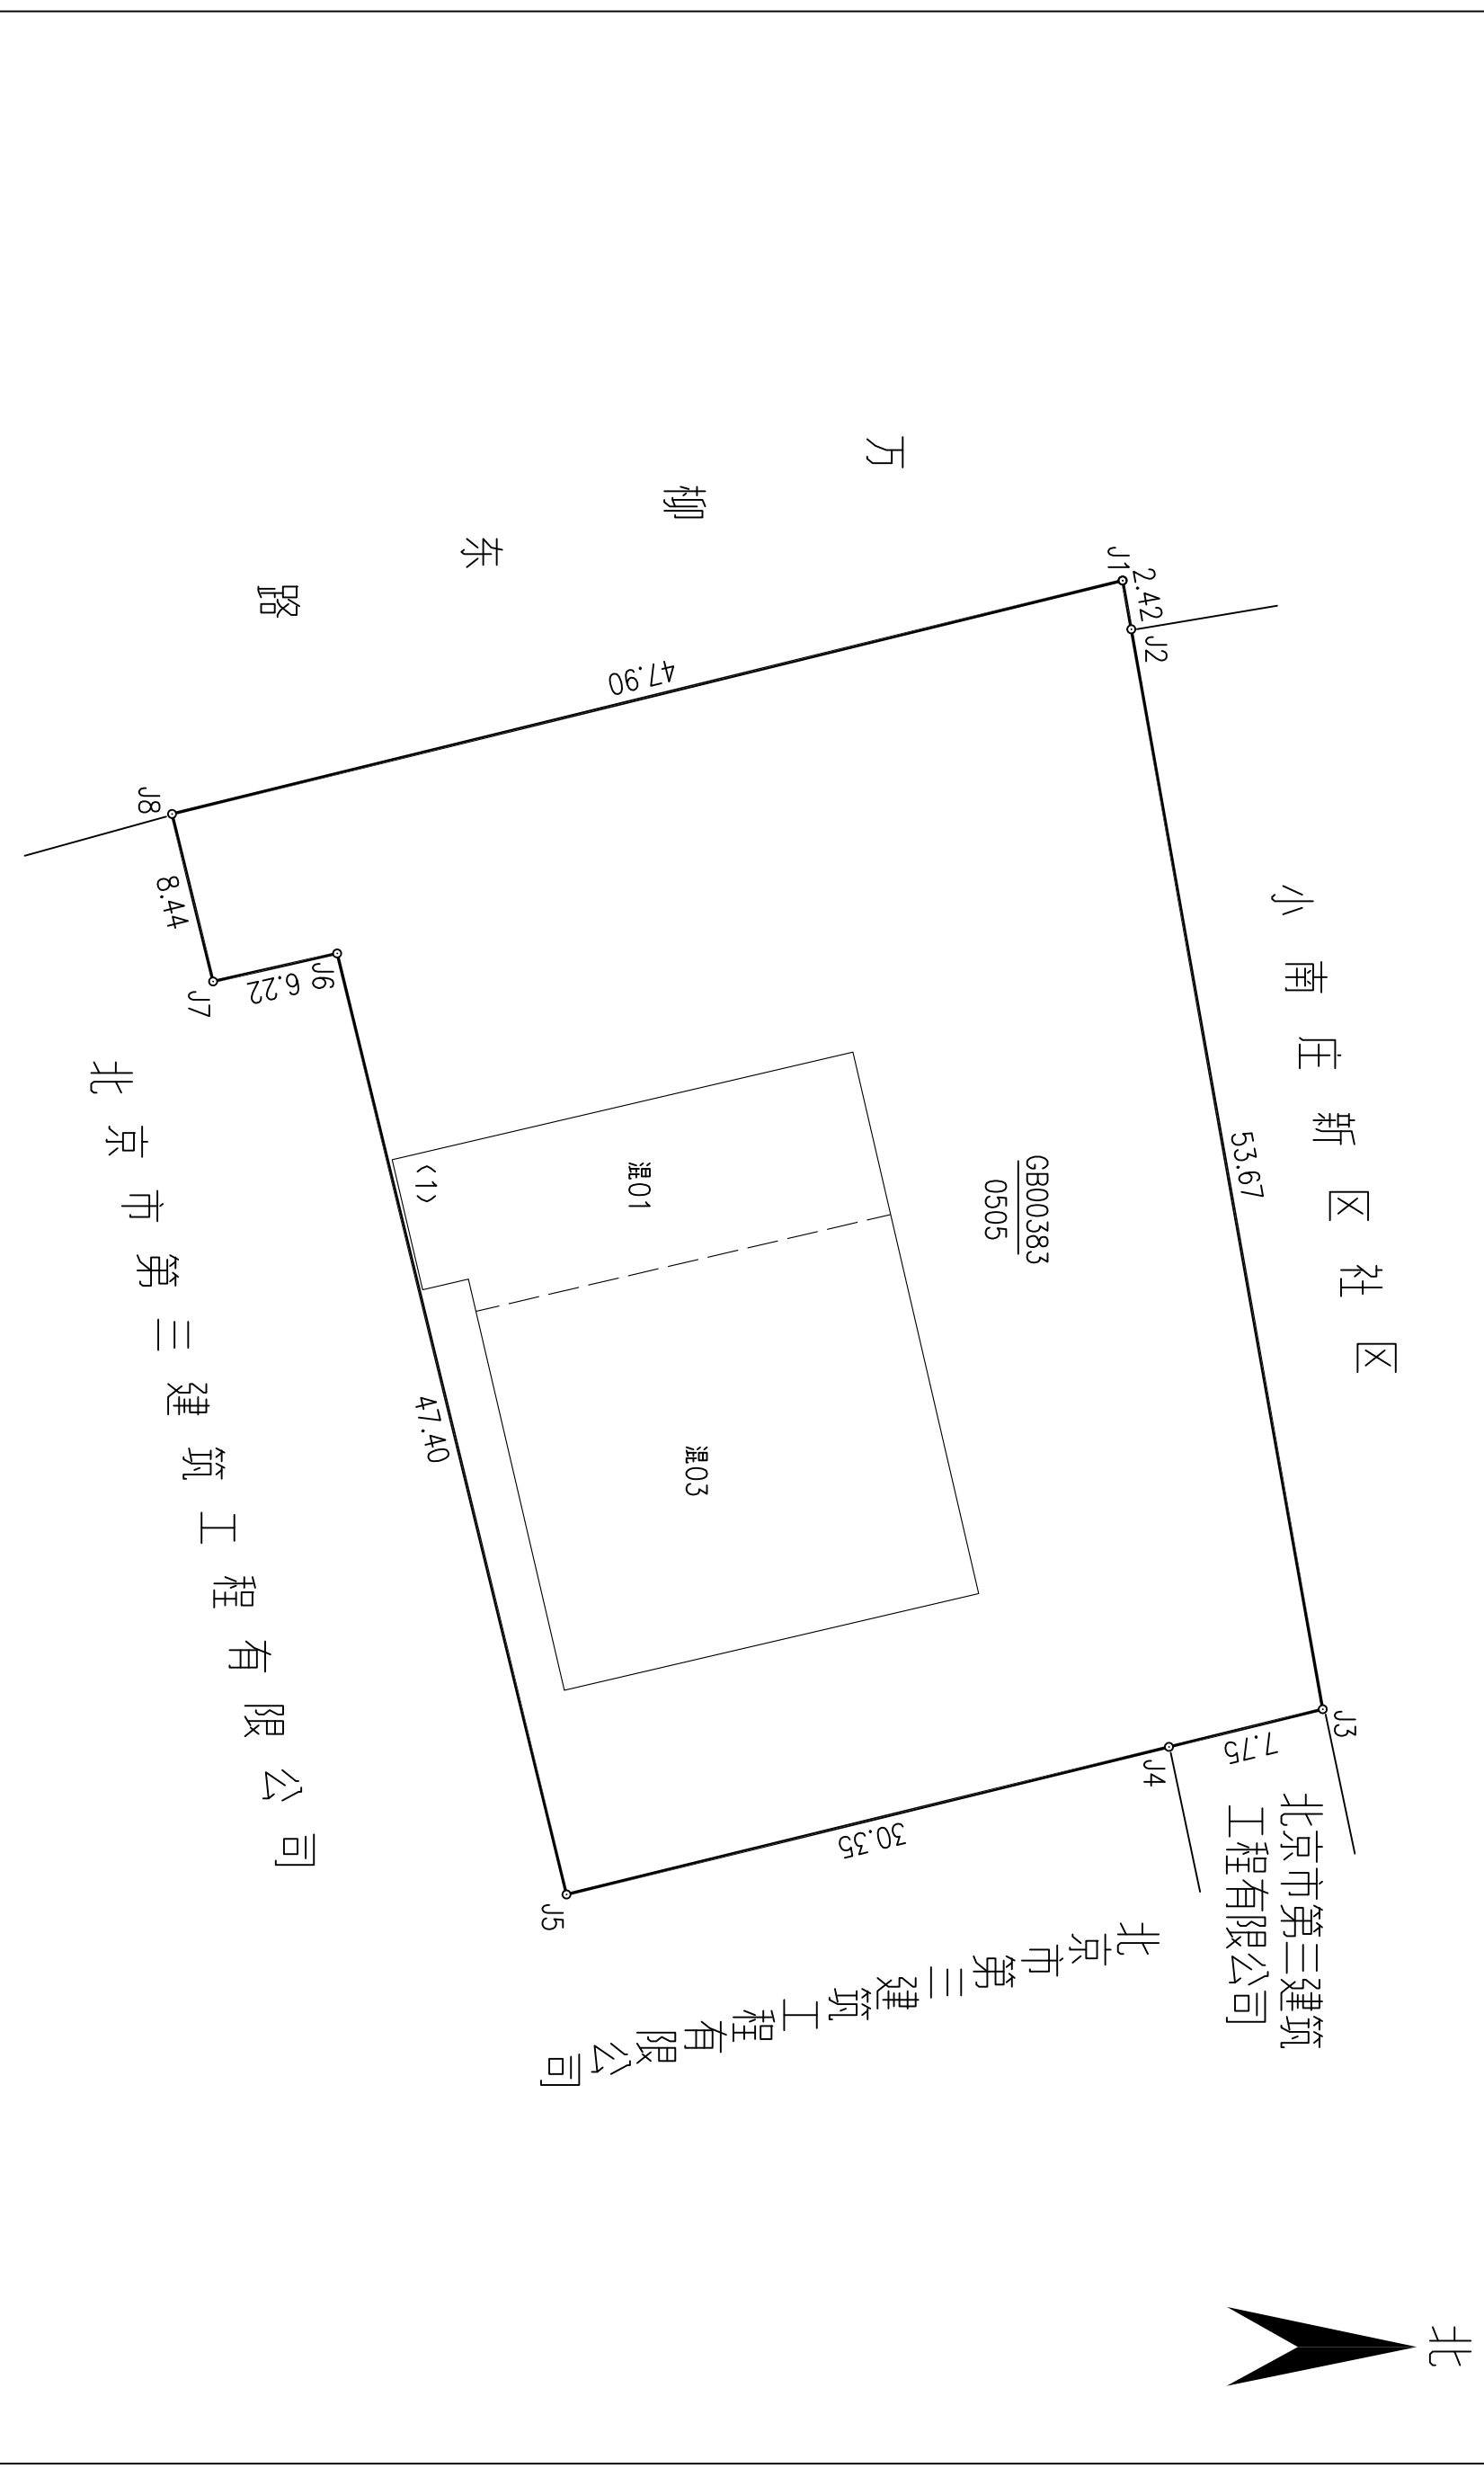 北
小南庄新区社区
J1
2.42
J2
53.67
J3
7.75
J4
北京市第三建筑
工程有限公司
万柳东路
47.90
GB00383
0505
混01
(1)
混03
30.35
J5
47.40
J6
6.22
J7
8.44
J8
北京市第三建筑工程有限公司
北京市第三建筑工程有限公司